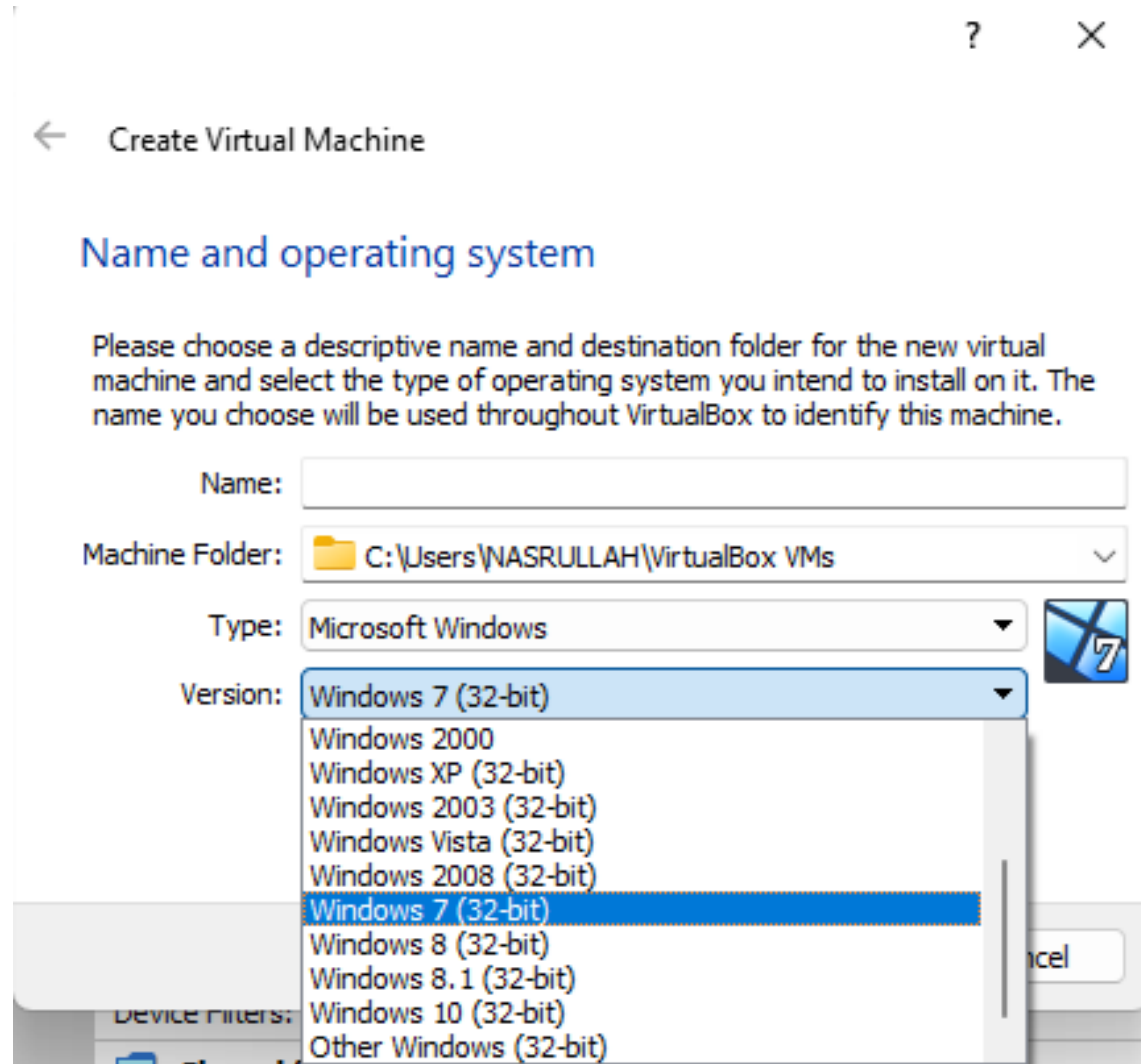 ?
Create Virtual Machine
Name and operating system
Please choose a descriptive name and destination folder for the new virtual
machine and select the type of operating system you intend to install on it. The
name you choose will be used throughout VirtualBox to identify this machine.
Name:
Machine Folder: C:\Users\NASRULLAH\VirtualBox VMs
Type: Microsoft Windows
7
Version: Windows 7 (32-bit)
Windows 2000
Windows XP (32-bit)
Windows 2003 (32-bit)
Windows Vista (32-bit)
Windows 2008 (32-bit)
Windows 7 (32-bit)
Windows 8 (32-bit)
ncel
Windows 8.1 (32-bit)
Device Filters: Windows 10 (32-bit)
Other Windows (32-bit)